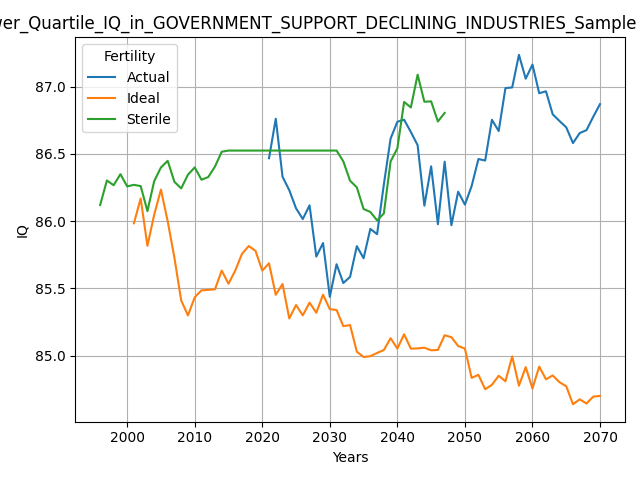 Quartile_IQ_in_GOVERNMENT_SUPPORT_DECLINING_INDUSTRIES_Sample
Fertility
Actual
Ideal
Sterile
IQ
87.0
86.5
86.0
85.5
85.0
2000 2010 2020 2030 2040 2050 2060 2070
Years